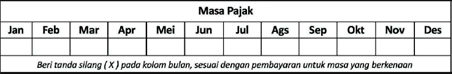 Masa Pajak
Jan Feb Mar Apr Mei Jun Jul Ags Sep Okt Nov Des
Beri tanda silang ( X ) pada kolom bulan, sesuai dengan pembayaran untuk masa yang berkenaan